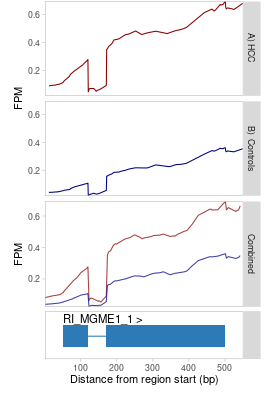 0.6
0.4
0.2
FPM
A) HCC
0.6
0.4
0.2
B) Controls
0.6
0.4
0.2
FPM
Combined
RI_MGME1_1 >
100
200
300
400
500
Distance from region start (bp)